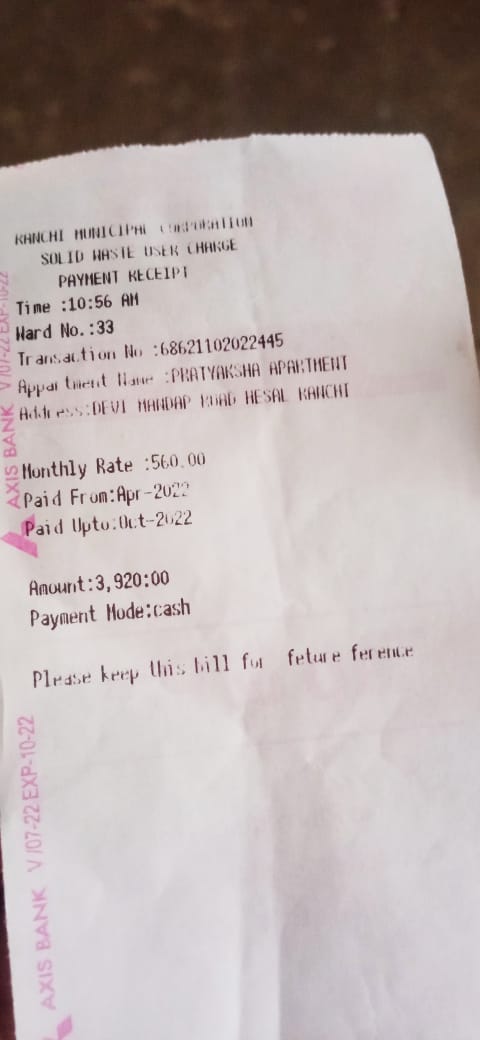 RANCHI MUNICIPAL CORPORATION
SOLID WASTE USER CHARGE
PAYMENT RECEIPT
Time :10:56 AM
Ward No.:33
Transaction No :68621102022445
Appartment Name :PRATYAKSHA APARTMENT
Address:DEVI MANDAP ROAD HESAL RANCHI
Monthly Rate :560.00
Paid From:Apr-2022
Paid Upto:Oct-2022
Amount:3,920:00
Payment Mode:cash
Please keep this bill for feture ference
AXIS BANK V/07-22 EXP-10-22
AXIS BANK V/07-22 EXP-10-22